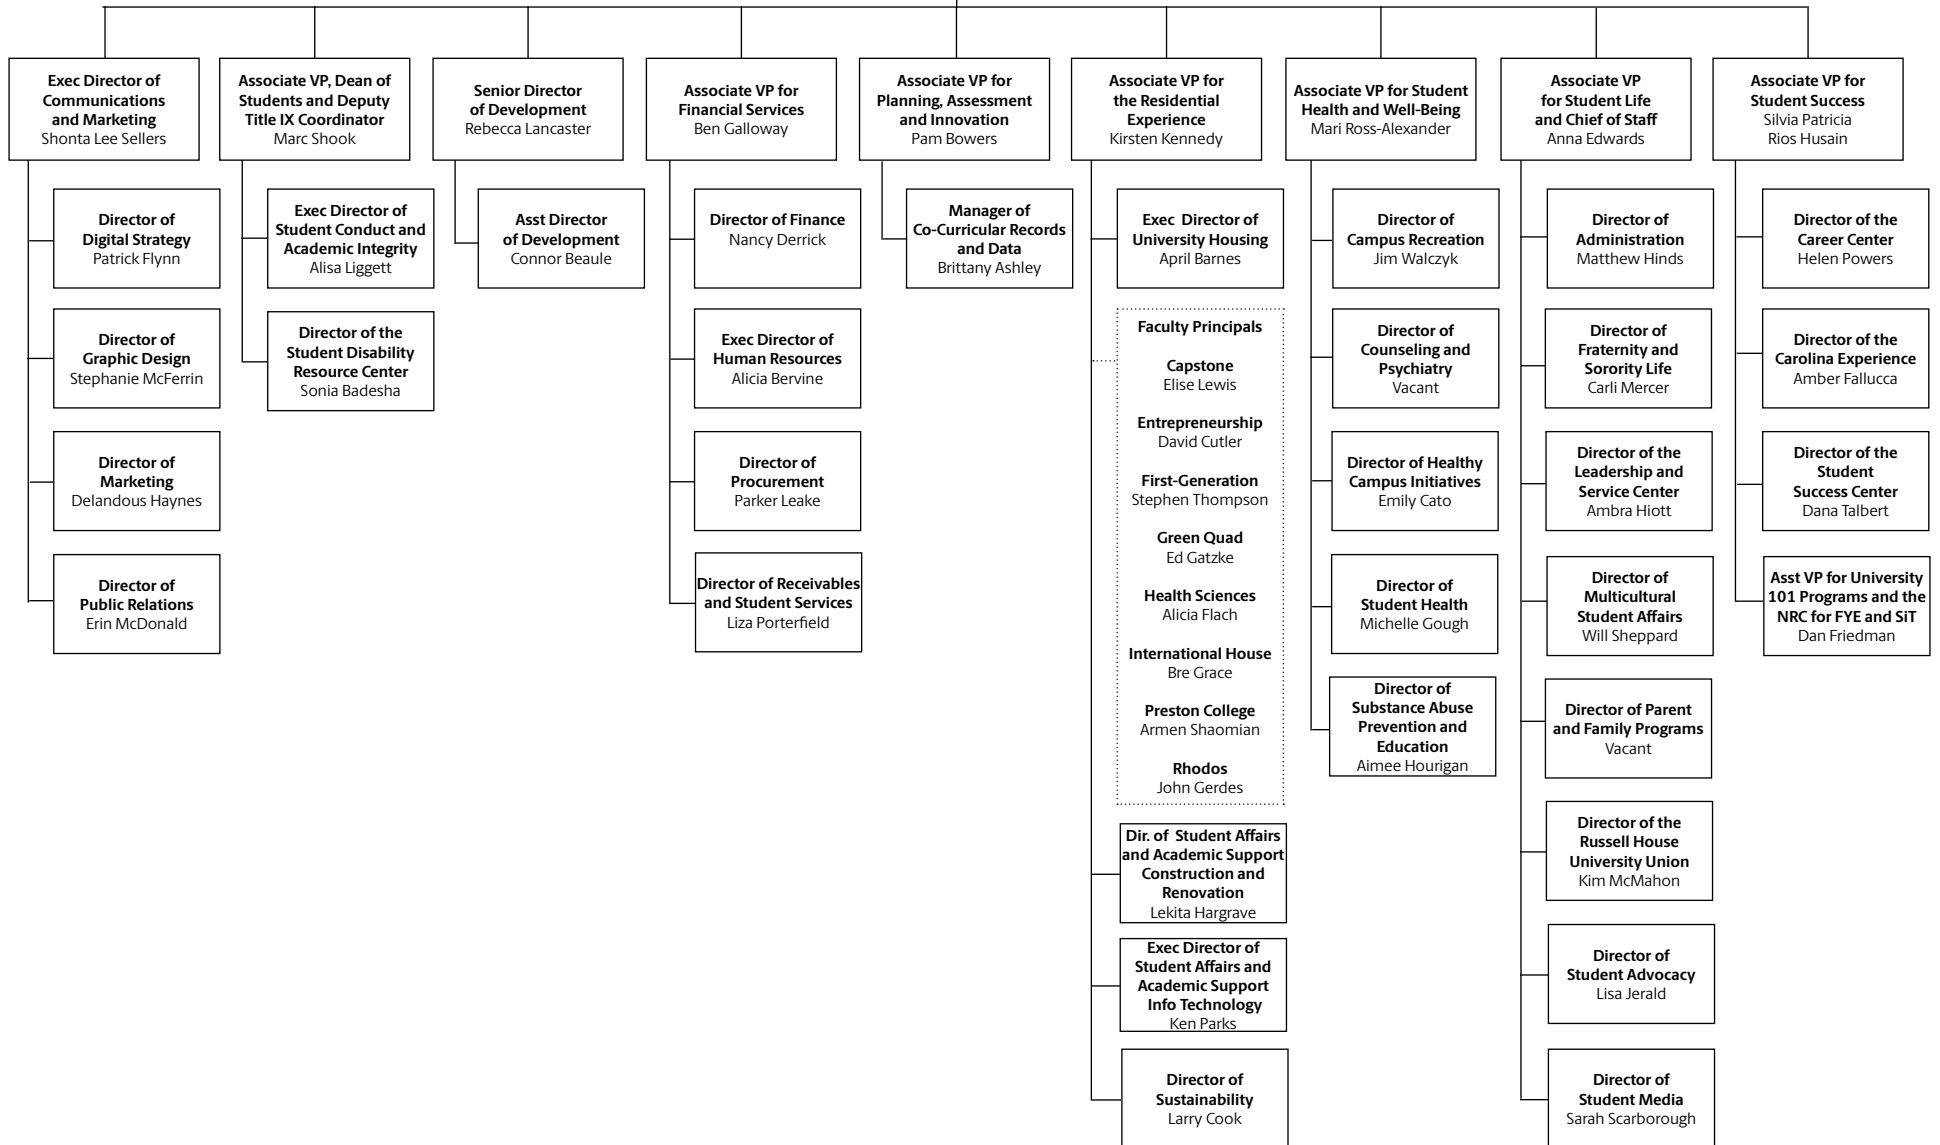 Exec Director of
Communications
and Marketing
Shonta Lee Sellers
Director of
Digital Strategy
Patrick Flynn
Director of
Graphic Design
Stephanie McFerrin
Director of
Marketing
Delandous Haynes
Director of
Public Relations
Erin McDonald
Associate VP, Dean of
Students and Deputy
Title IX Coordinator
Marc Shook
Exec Director of
Student Conduct and
Academic Integrity
Alisa Liggett
Director of the
Student Disability
Resource Center
Sonia Badesha
Senior Director
of Development
Rebecca Lancaster
Asst Director
of Development
Connor Beaule
Associate VP for
Financial Services
Ben Galloway
Director of Finance
Nancy Derrick
Exec Director of
Human Resources
Alicia Bervine
Director of
Procurement
Parker Leake
Director of Receivables
and Student Services
Liza Porterfield
Associate VP for
Planning, Assessment
and Innovation
Pam Bowers
Manager of
Co-Curricular Records
and Data
Brittany Ashley
Associate VP for
the Residential
Experience
Kirsten Kennedy
Exec Director of
University Housing
April Barnes
Faculty Principals
Capstone
Elise Lewis
Entrepreneurship
David Cutler
First-Generation
Stephen Thompson
Green Quad
Ed Gatzke
Health Sciences
Alicia Flach
International House
Bre Grace
Preston College
Armen Shaomian
Rhodos
John Gerdes
Dir. of Student Affairs
and Academic Support
Construction and
Renovation
Lekita Hargrave
Exec Director of
Student Affairs and
Academic Support
Info Technology
Ken Parks
Director of
Sustainability
Larry Cook
Associate VP for Student
Health and Well-Being
Mari Ross-Alexander
Director of
Campus Recreation
Jim Walczyk
Director of
Counseling and
Psychiatry
Vacant
Director of Healthy
Campus Initiatives
Emily Cato
Director of
Student Health
Michelle Gough
Director of
Substance Abuse
Prevention and
Education
Aimee Hourigan
Associate VP
for Student Life
and Chief of Staff
Anna Edwards
Director of
Administration
Matthew Hinds
Director of
Fraternity and
Sorority Life
Carli Mercer
Director of the
Leadership and
Service Center
Ambra Hiott
Director of
Multicultural
Student Affairs
Will Sheppard
Director of Parent
and Family Programs
Vacant
Director of the
Russell House
University Union
Kim McMahon
Director of
Student Advocacy
Lisa Jerald
Director of
Student Media
Sarah Scarborough
Associate VP for
Student Success
Silvia Patricia
Rios Husain
Director of the
Career Center
Helen Powers
Director of the
Carolina Experience
Amber Fallucca
Director of the
Student
Success Center
Dana Talbert
Asst VP for University
101 Programs and the
NRC for FYE and SiT
Dan Friedman